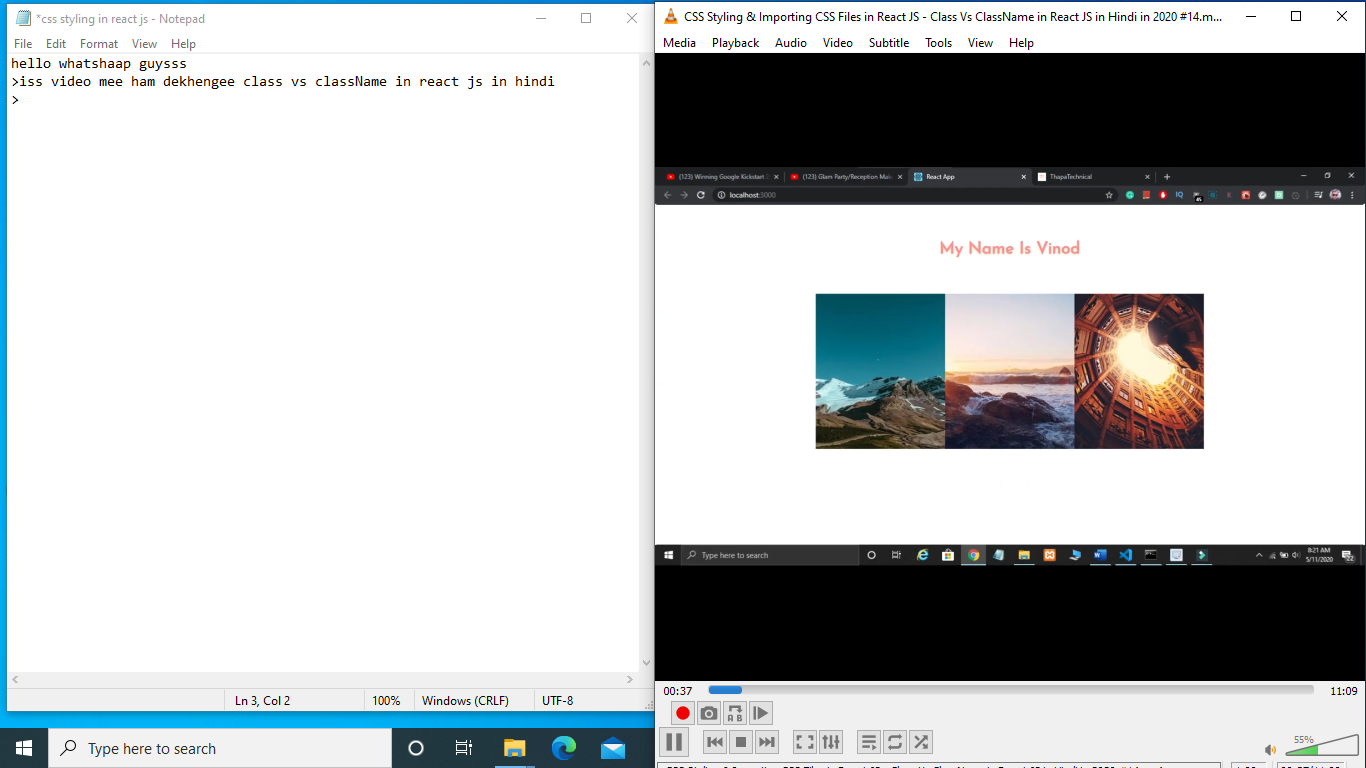 *css styling in react js - Notepad
File Edit Format View Help
hello whatshaap guysss
>iss video mee ham dekhengee class vs className in react js in hindi
>
Ln 3, Col 2 100% Windows (CRLF) UTF-8
Type here to search
CSS Styling & Importing CSS Files in React JS - Class Vs ClassName in React JS in Hindi in 2020 #14.m...
Media Playback Audio Video Subtitle Tools View Help
(123) Winning Google Kickstart (123) Glam Party/Reception Mak React App ThapaTechnical
localhost:3000
My Name Is Vinod
Type here to search
8:21 AM
5/11/2020
00:37 11:09
A B
55%